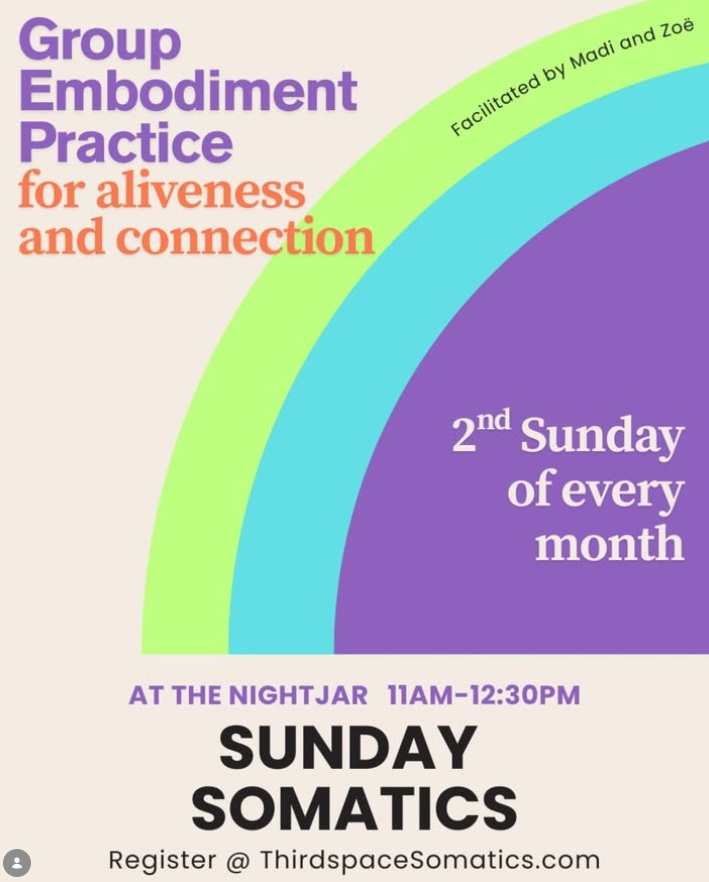 Group
Embodiment
Practice
for aliveness
and connection
Facilitated by Madi and Zoë
2nd Sunday
of every
month
AT THE NIGHTJAR 11AM-12:30PM
SUNDAY
SOMATICS
Register @ ThirdspaceSomatics.com